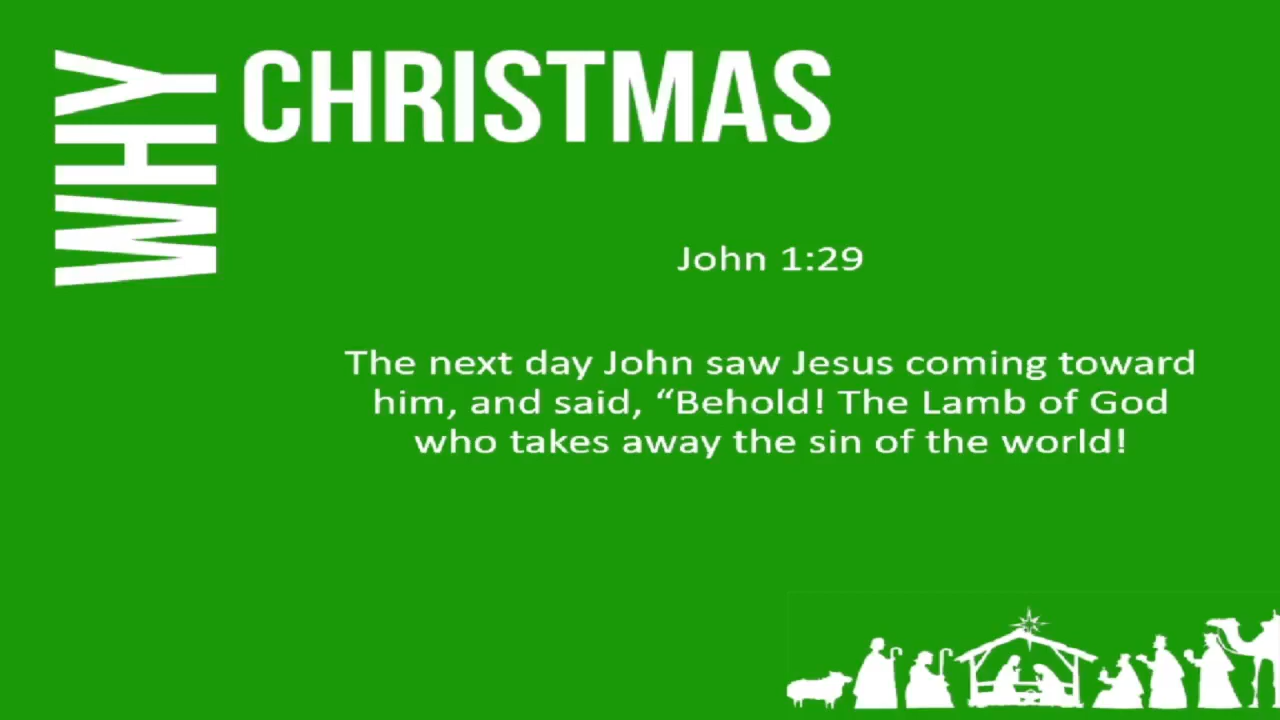 WHY
CHRISTMAS
John 1:29
The next day John saw Jesus coming toward
him, and said, “Behold! The Lamb of God
who takes away the sin of the world!